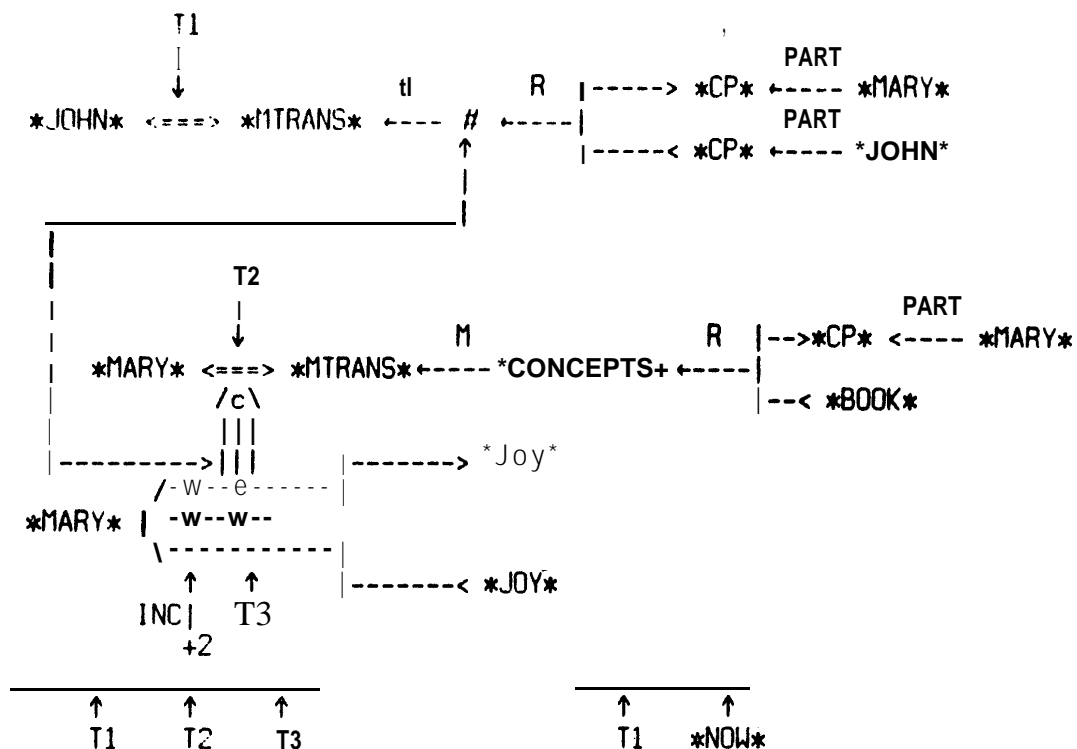 T1
PART
tI R *CP* *MARY*
*JOHN* <===> *MTRANS* # PART
*CP* *JOHN*
T2
PART
M R -->*CP* <---- *MARY*
*MARY* <===> *MTRANS* *CONCEPTS+
/c\ --< *BOOK*
|||
|||
|--------->||| |-------> *Joy*
/-w--e------
*MARY* | -w--w--
\-----------
|-------< *JOY*
INC| T3
+2
T1 T2 T3 T1 *NOW*